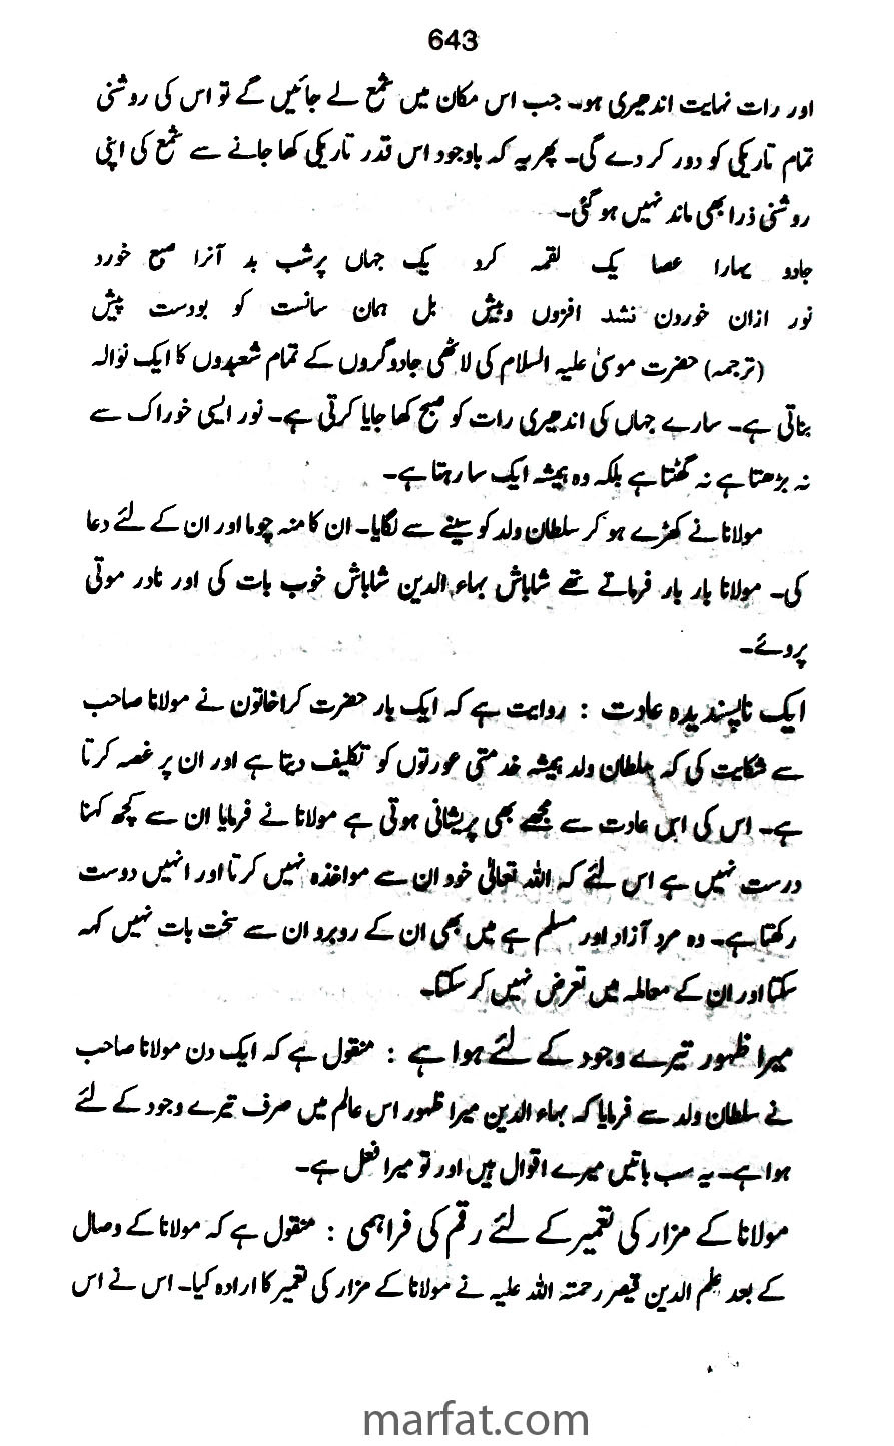 643
اور رات نہایت اندھیری ہو۔ جب اس مکان میں شمع لے جائیں گے تو اس کی روشنی
تمام تاریکی کو دور کر دے گی۔ پھر یہ کہ باوجود اس قدر تاریکی کھا جانے سے شمع کی اپنی
روشنی ذرا بھی ماند نہیں ہو گئی۔
جادو یہارا عصا یک لقمہ کرد یک جہاں پرشب بد آنرا صبح خورد
نور ازان خوردن نشد افزوں وبیش بل ہمان سانست کو بودست پیش
(ترجمہ) حضرت موسیٰ علیہ السلام کی لاٹھی جادوگروں کے تمام شعبدوں کا ایک نوالہ
بناتی ہے۔ سارے جہاں کی اندھیری رات کو صبح کھا جایا کرتی ہے۔ نور ایسی خوراک سے
نہ بڑھتا ہے نہ گھٹتا ہے بلکہ وہ ہمیشہ ایک سا رہتا ہے۔
مولانا نے کھڑے ہو کر سلطان ولد کو سینے سے لگایا۔ ان کا منہ چوما اور ان کے لئے دعا
کی۔ مولانا بار بار فرماتے تھے شاباش بہاء الدین شاباش خوب بات کی اور نادر موتی
پروئے۔
ایک ناپسندیدہ عادت : روایت ہے کہ ایک بار حضرت کراخاتون نے مولانا صاحب
سے شکایت کی کہ سلطان ولد ہمیشہ خدمتی عورتوں کو تکلیف دیتا ہے اور ان پر غصہ کرتا
ہے۔ اس کی اس عادت سے مجھے بھی پریشانی ہوتی ہے مولانا نے فرمایا ان سے کچھ کہنا
درست نہیں ہے اس لئے کہ اللہ تعالیٰ خود ان سے مواخذہ نہیں کرتا اور انہیں دوست
رکھتا ہے۔ وہ مرد آزاد اور مسلم ہے میں بھی ان کے روبرو ان سے سخت بات نہیں کہہ
سکتا اور ان کے معاملہ میں تعرض نہیں کر سکتا۔
میرا ظہور تیرے وجود کے لئے ہوا ہے : منقول ہے کہ ایک دن مولانا صاحب
نے سلطان ولد سے فرمایا کہ بہاء الدین میرا ظہور اس عالم میں صرف تیرے وجود کے لئے
ہوا ہے۔ یہ سب باتیں میرے اقوال ہیں اور تو میرا فعل ہے۔
مولانا کے مزار کی تعمیر کے لئے رقم کی فراہمی : منقول ہے کہ مولانا کے وصال
کے بعد علم الدین قیصر رحمتہ اللہ علیہ نے مولانا کے مزار کی تعمیر کا ارادہ کیا۔ اس نے اس
marfat.com